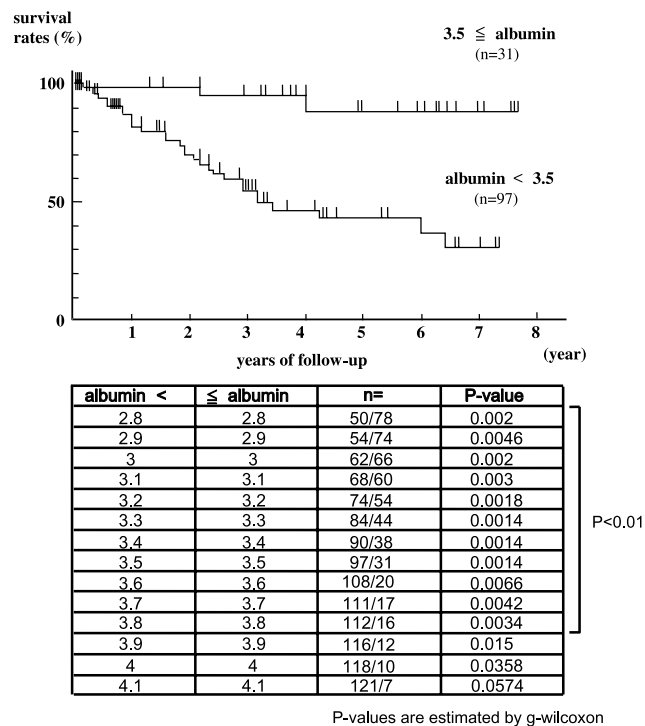 survival
rates (%)
3.5 ≦ albumin
(n=31)
100
albumin < 3.5
(n=97)
50
0
1 2 3 4 5 6 7 8
years of follow-up (year)
albumin < ≦ albumin n= P-value
2.8 2.8 50/78 0.002
2.9 2.9 54/74 0.0046
3 3 62/66 0.002
3.1 3.1 68/60 0.003
3.2 3.2 74/54 0.0018
3.3 3.3 84/44 0.0014
3.4 3.4 90/38 0.0014
3.5 3.5 97/31 0.0014
3.6 3.6 108/20 0.0066
3.7 3.7 111/17 0.0042
3.8 3.8 112/16 0.0034
3.9 3.9 116/12 0.015
4 4 118/10 0.0358
4.1 4.1 121/7 0.0574
P<0.01
P-values are estimated by g-wilcoxon